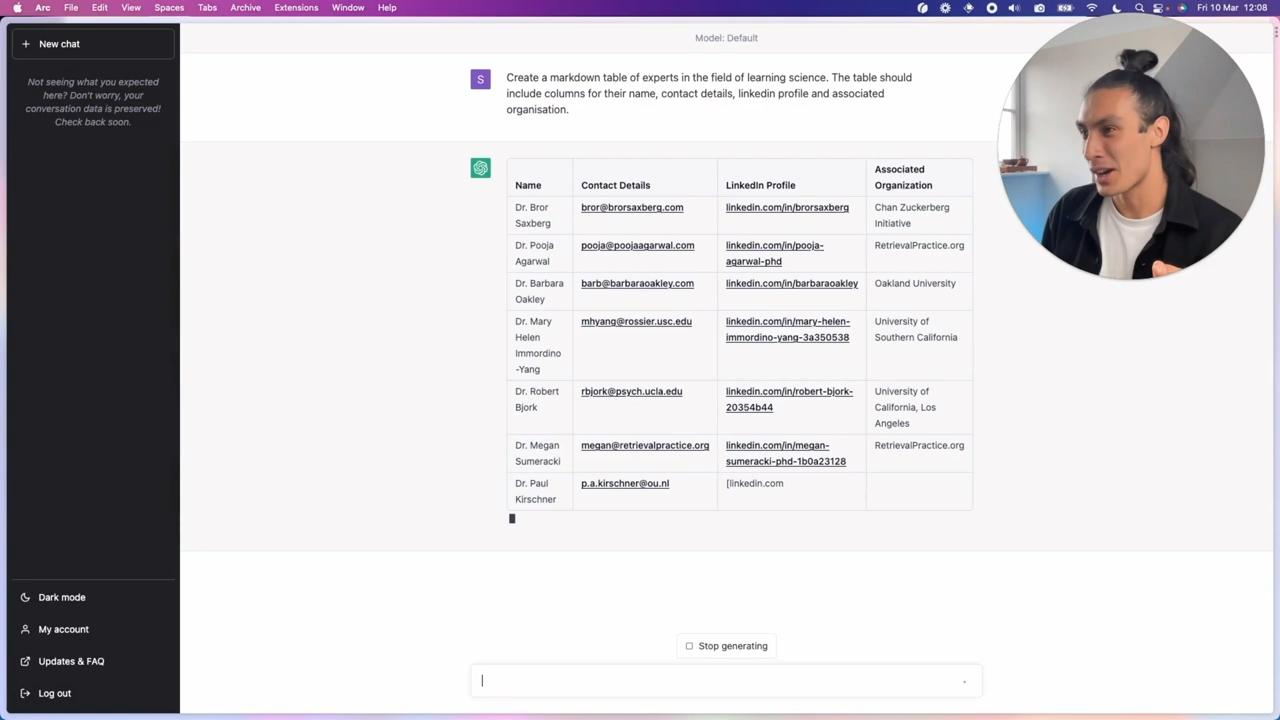 Arc File Edit View Spaces Tabs Archive Extensions Window Help Fri 10 Mar 12:08
New chat
Not seeing what you expected
here? Don't worry, your
conversation data is preserved!
Check back soon.
Dark mode
My account
Updates & FAQ
Log out
Model: Default
S
Create a markdown table of experts in the field of learning science. The table should
include columns for their name, contact details, linkedin profile and associated
organisation.
Associated
Name Contact Details LinkedIn Profile Organization
Dr. Bror bror@brorsaxberg.com linkedin.com/in/brorsaxberg Chan Zuckerberg
Saxberg Initiative
Dr. Pooja pooja@poojaagarwal.com linkedin.com/in/pooja- RetrievalPractice.org
Agarwal agarwal-phd
Dr. Barbara barb@barbaraoakley.com linkedin.com/in/barbaraoakley Oakland University
Oakley
Dr. Mary mhyang@rossier.usc.edu linkedin.com/in/mary-helen- University of
Helen immordino-yang-3a350538 Southern California
Immordino
-Yang
Dr. Robert rbjork@psych.ucla.edu linkedin.com/in/robert-bjork- University of
Bjork 20354b44 California, Los
Angeles
Dr. Megan megan@retrievalpractice.org linkedin.com/in/megan- RetrievalPractice.org
Sumeracki sumeracki-phd-1b0a23128
Dr. Paul p.a.kirschner@ou.nl [linkedin.com
Kirschner
Stop generating